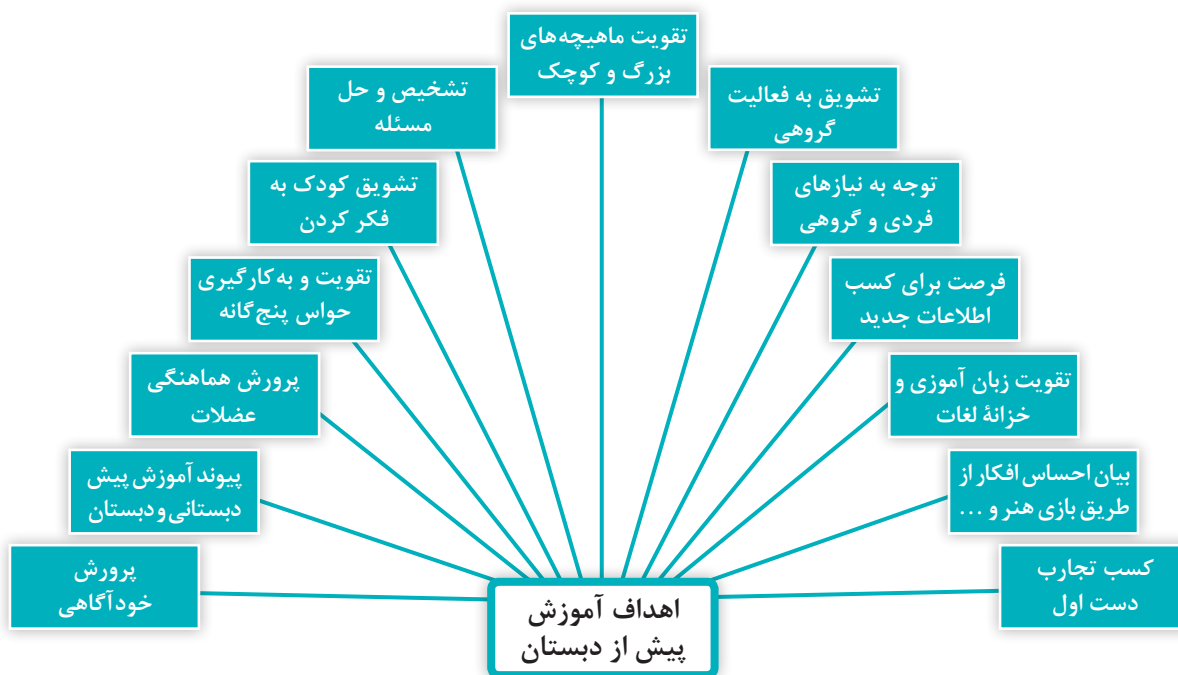 تقویت ماهیچه‌های
بزرگ و کوچک
تشویق به فعالیت
گروهی
توجه به نیازهای
فردی و گروهی
فرصت برای کسب
اطلاعات جدید
تقویت زبان آموزی و
خزانهٔ لغات
بیان احساس افکار از
طریق بازی هنر و ...
کسب تجارب
دست اول
تشخیص و حل
مسئله
تشویق کودک به
فکر کردن
تقویت و به‌کارگیری
حواس پنج‌گانه
پرورش هماهنگی
عضلات
پیوند آموزش پیش
دبستانی و دبستان
پرورش
خودآگاهی
اهداف آموزش
پیش از دبستان